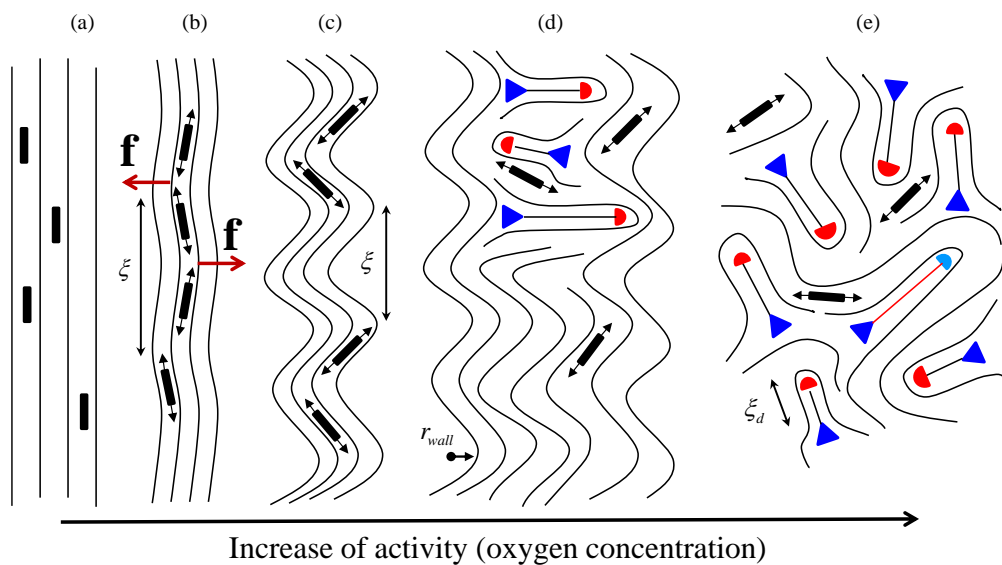 (a) (b) (c) (d) (e)
f
f
ξ
ξ
r_wall
ξ_d
Increase of activity (oxygen concentration)